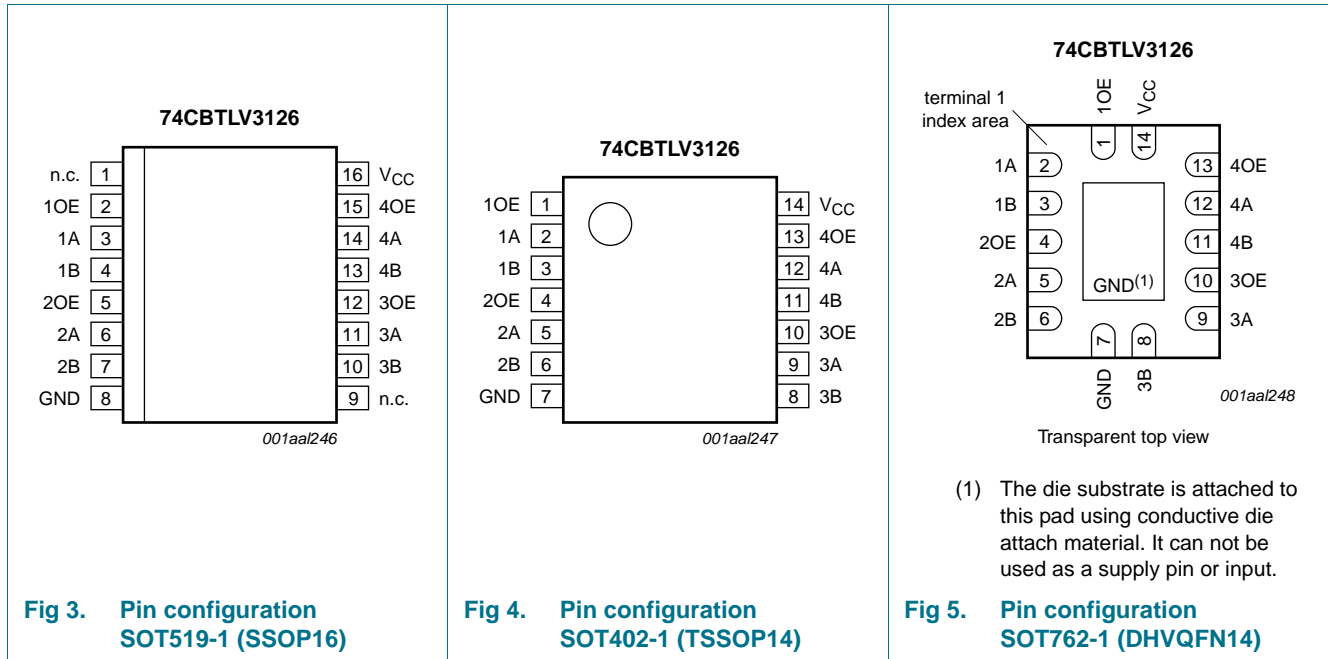 74CBTLV3126
n.c. 1
1OE 2
1A 3
1B 4
2OE 5
2A 6
2B 7
GND 8
16 VCC
15 4OE
14 4A
13 4B
12 3OE
11 3A
10 3B
9 n.c.
001aal246
Fig 3. Pin configuration
SOT519-1 (SSOP16)
74CBTLV3126
1OE 1
1A 2
1B 3
2OE 4
2A 5
2B 6
GND 7
14 VCC
13 4OE
12 4A
11 4B
10 3OE
9 3A
8 3B
001aal247
Fig 4. Pin configuration
SOT402-1 (TSSOP14)
74CBTLV3126
terminal 1
index area
1OE VCC
1 14
1A 2
1B 3
2OE 4
2A 5
2B 6
13 4OE
12 4A
11 4B
10 3OE
9 3A
GND(1)
7 8
GND 3B
001aal248
Transparent top view
(1) The die substrate is attached to
this pad using conductive die
attach material. It can not be
used as a supply pin or input.
Fig 5. Pin configuration
SOT762-1 (DHVQFN14)